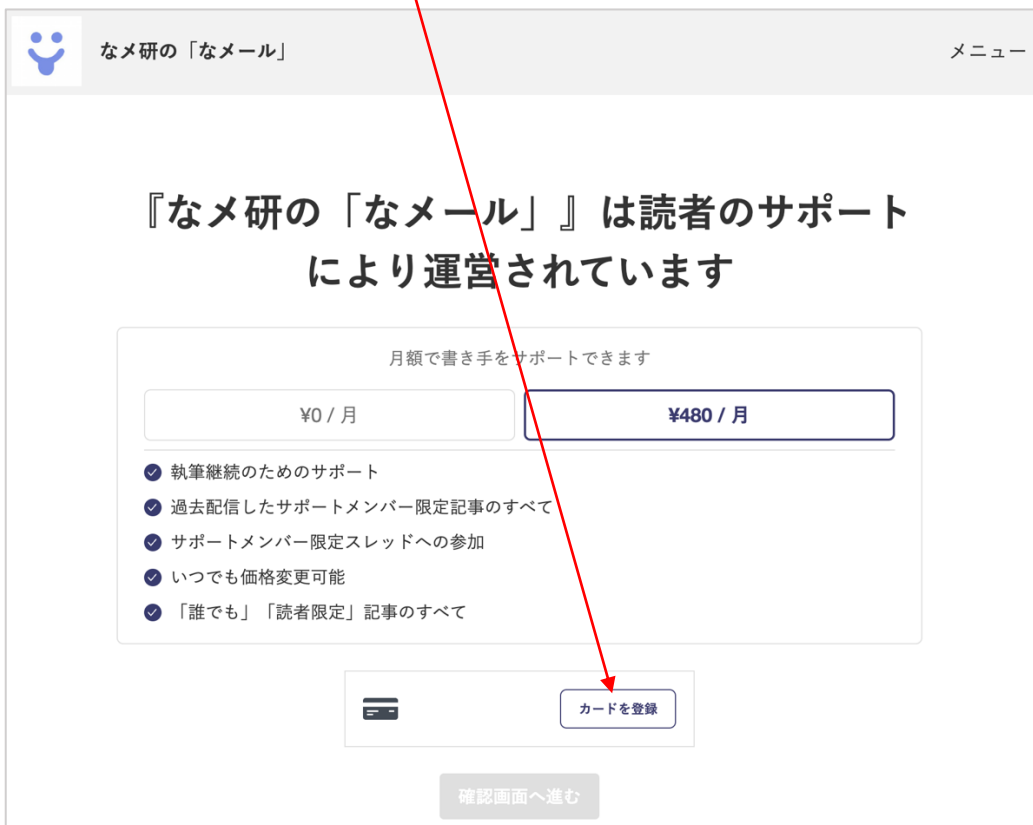 なメ研の「なメール」
メニュー
『なメ研の「なメール」』は読者のサポート
により運営されています
月額で書き手をサポートできます
¥0 / 月
¥480 / 月
執筆継続のためのサポート
過去配信したサポートメンバー限定記事のすべて
サポートメンバー限定スレッドへの参加
いつでも価格変更可能
「誰でも」「読者限定」記事のすべて
カードを登録
確認画面へ進む